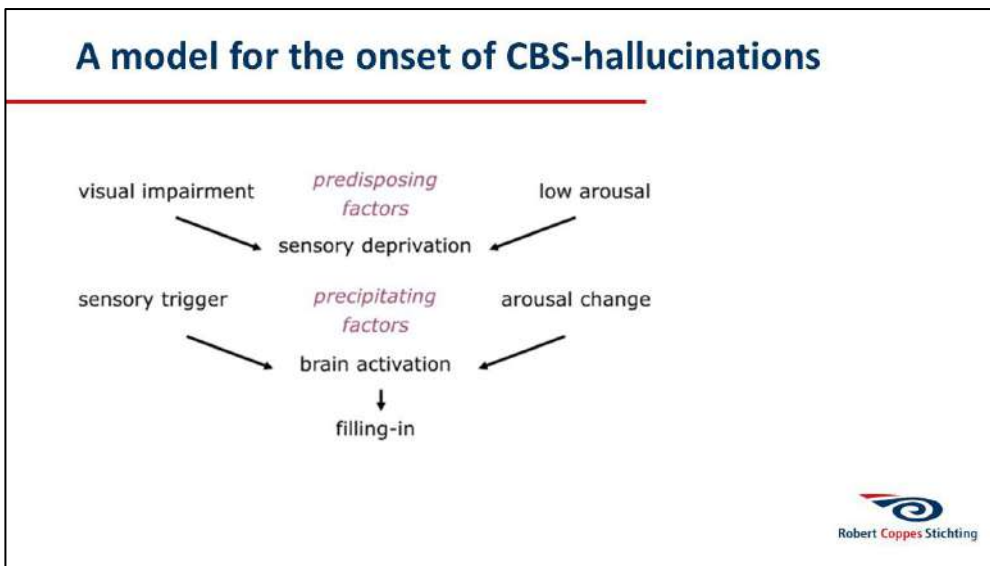 A model for the onset of CBS-hallucinations
visual impairment
predisposing
factors
low arousal
sensory deprivation
sensory trigger
precipitating
factors
arousal change
brain activation
filling-in
Robert Coppes Stichting